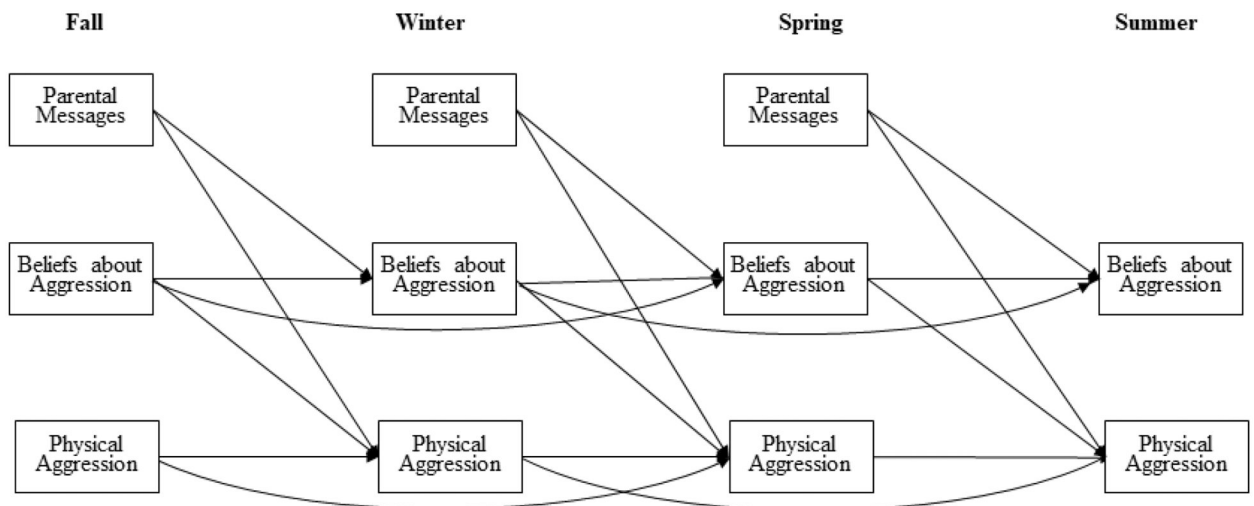 Fall Winter Spring Summer
Parental
Messages
Parental
Messages
Parental
Messages
Beliefs about
Aggression
Beliefs about
Aggression
Beliefs about
Aggression
Beliefs about
Aggression
Physical
Aggression
Physical
Aggression
Physical
Aggression
Physical
Aggression